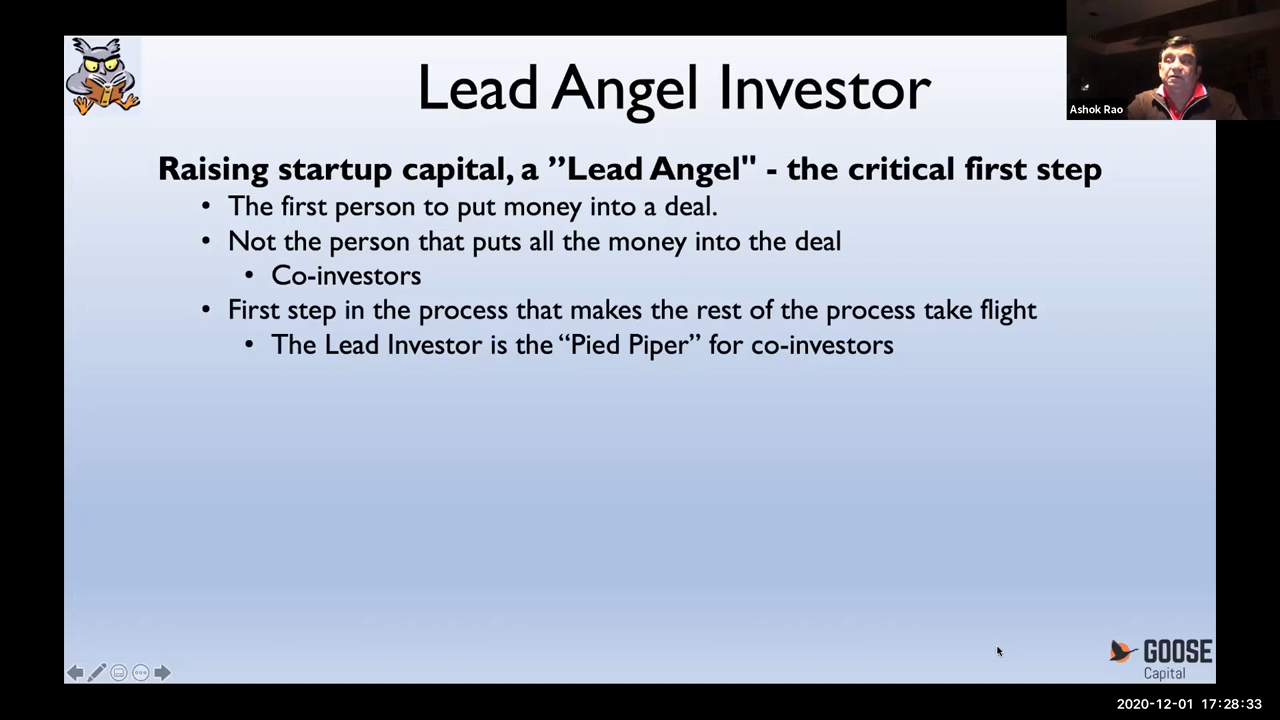 Lead Angel Investor
Ashok Rao
Raising startup capital, a ”Lead Angel" - the critical first step
• The first person to put money into a deal.
• Not the person that puts all the money into the deal
• Co-investors
• First step in the process that makes the rest of the process take flight
• The Lead Investor is the “Pied Piper” for co-investors
GOOSE
Capital
2020-12-01 17:28:33